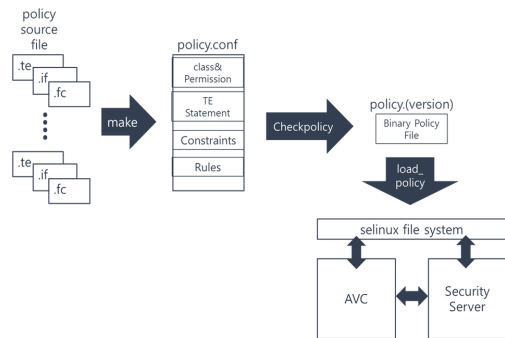 policy
source
file
.te
.if
.fc
.te
.if
.fc
make
policy.conf
class&
Permission
TE
Statement
Constraints
Rules
Checkpolicy
policy.(version)
Binary Policy
File
load_
policy
selinux file system
AVC
Security
Server